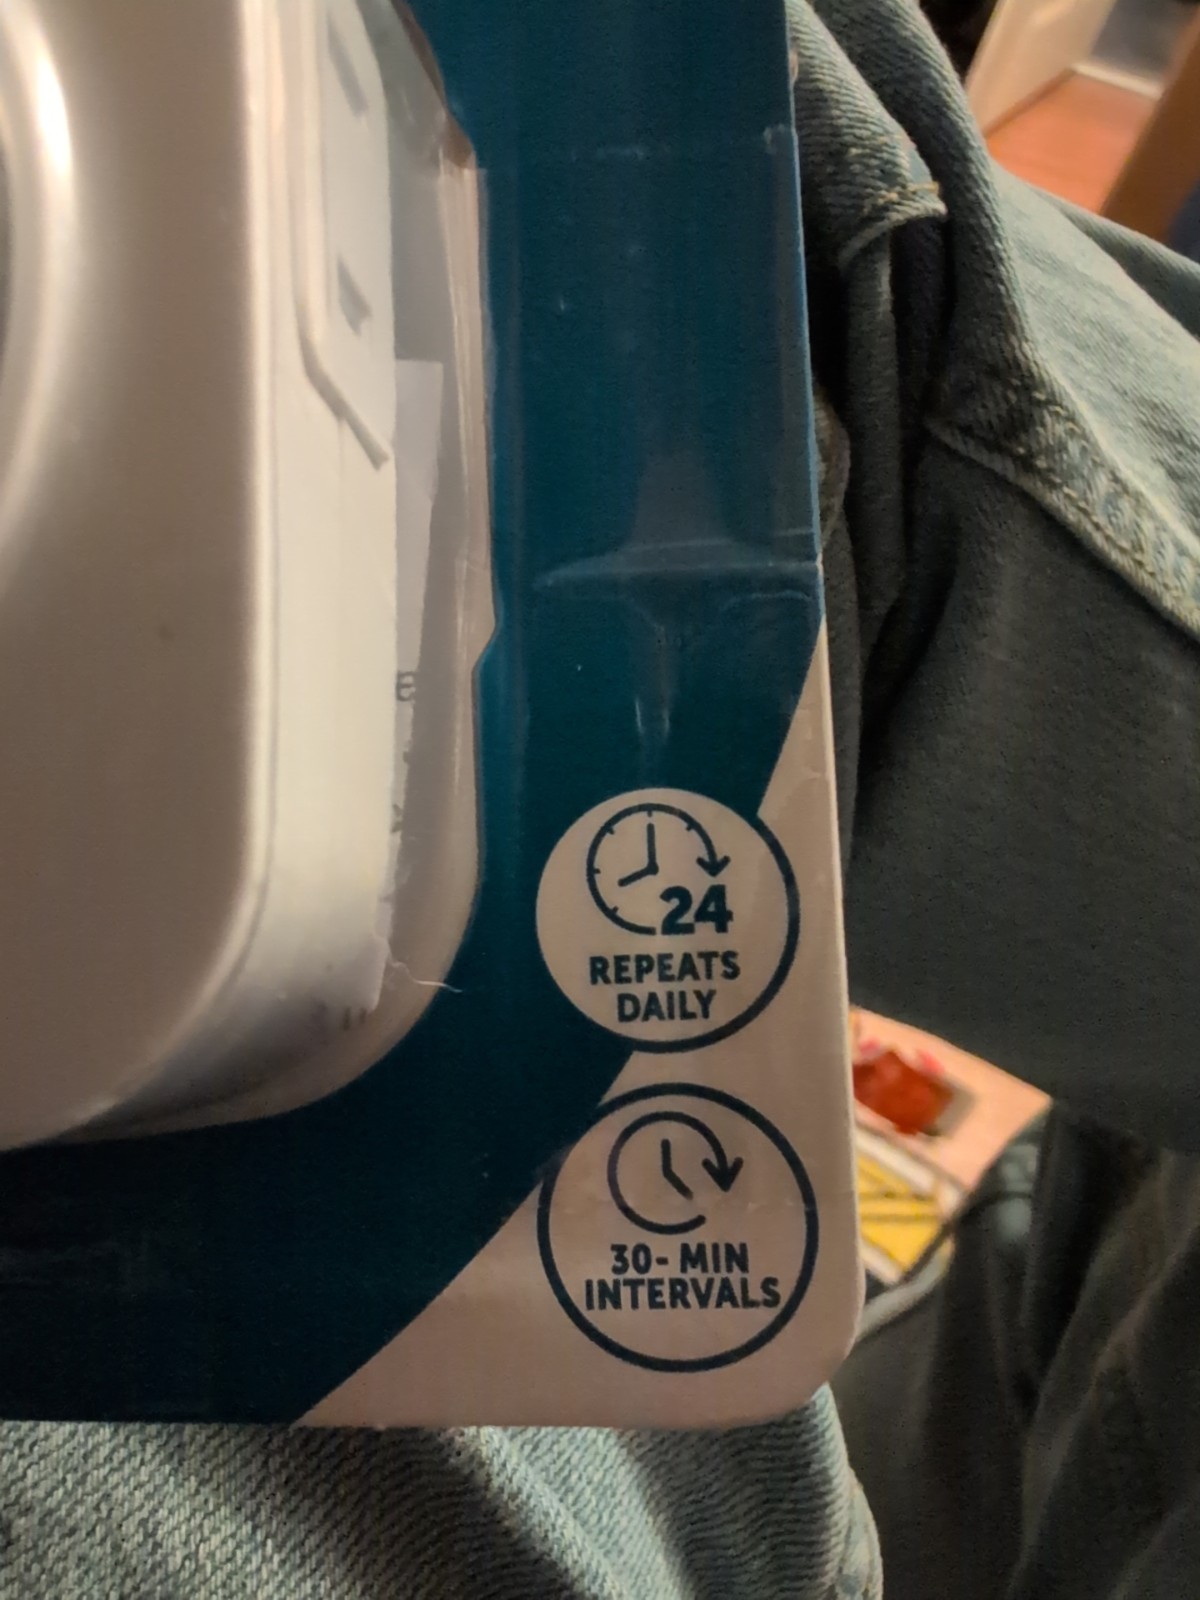 24
REPEATS
DAILY
30- MIN
INTERVALS